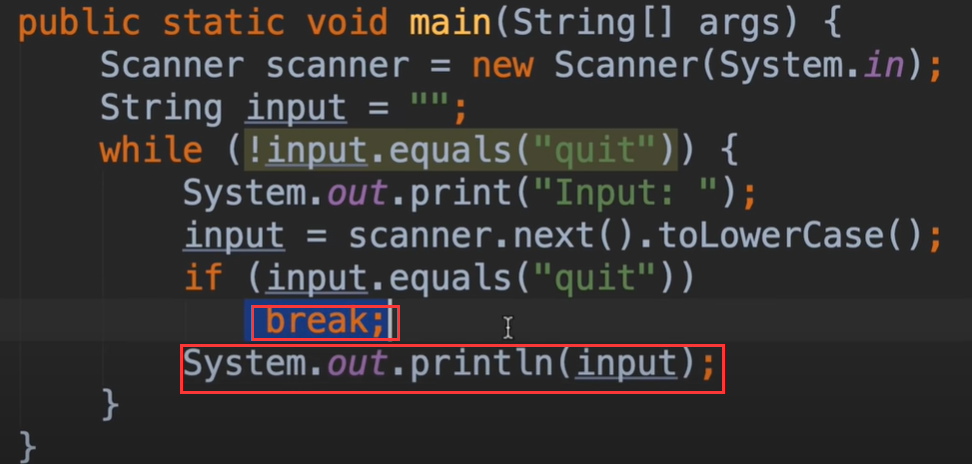 public static void main(String[] args) {
Scanner scanner = new Scanner(System.in);
String input = "";
while (!input.equals("quit")) {
System.out.print("Input: ");
input = scanner.next().toLowerCase();
if (input.equals("quit"))
break;
System.out.println(input);
}
}